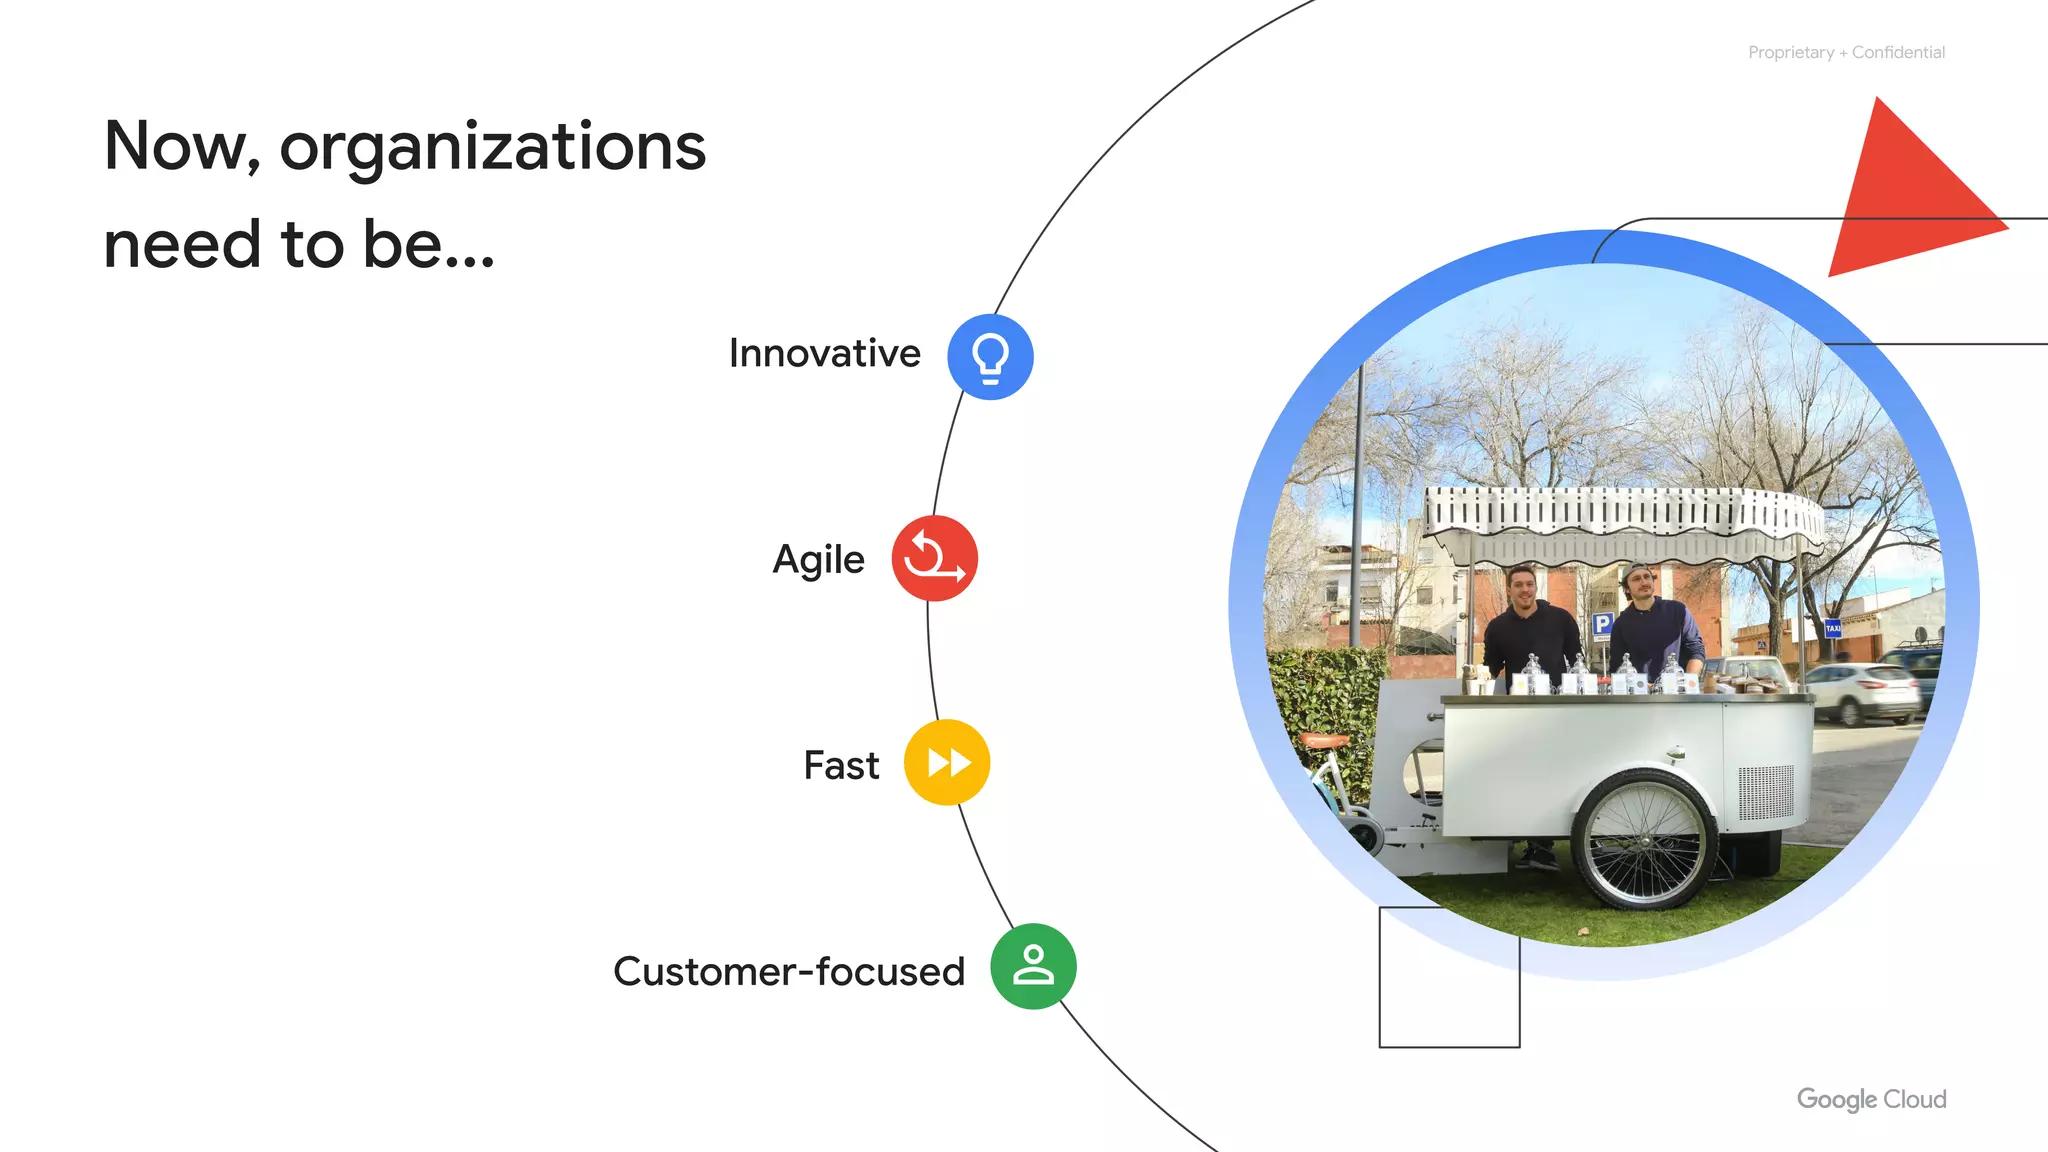 Proprietary + Confidential
Now, organizations
need to be...
Innovative
Agile
Fast
Customer-focused
P
TAXI
Google Cloud